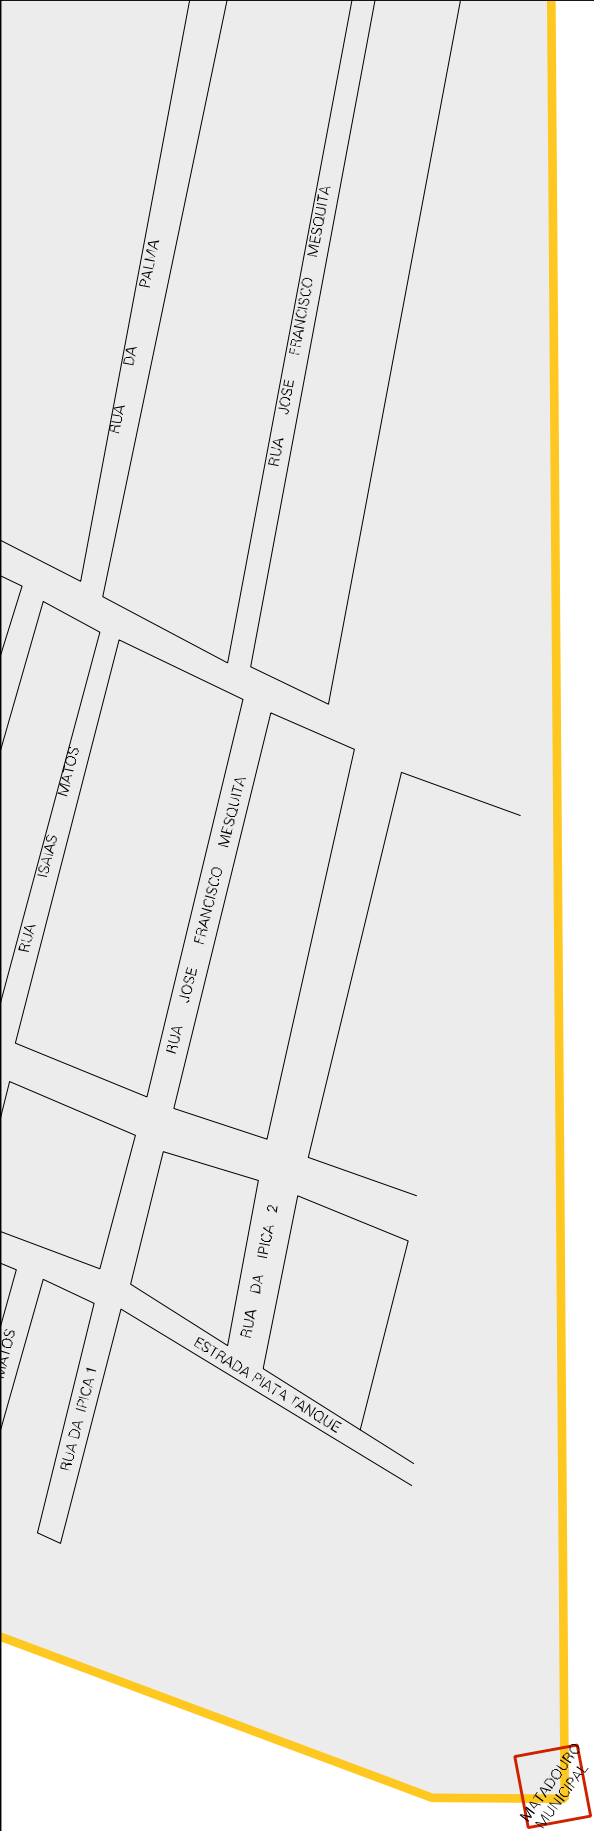 RUA DA PALMA
RUA JOSE FRANCISCO MESQUITA
RUA ISAIAS MATOS
RUA JOSE FRANCISCO MESQUITA
RUA DA IPICA 2
MATOS
RUA DA IPICA 1
ESTRADA PIATA TANQUE
MATADOURO
MUNICIPAL